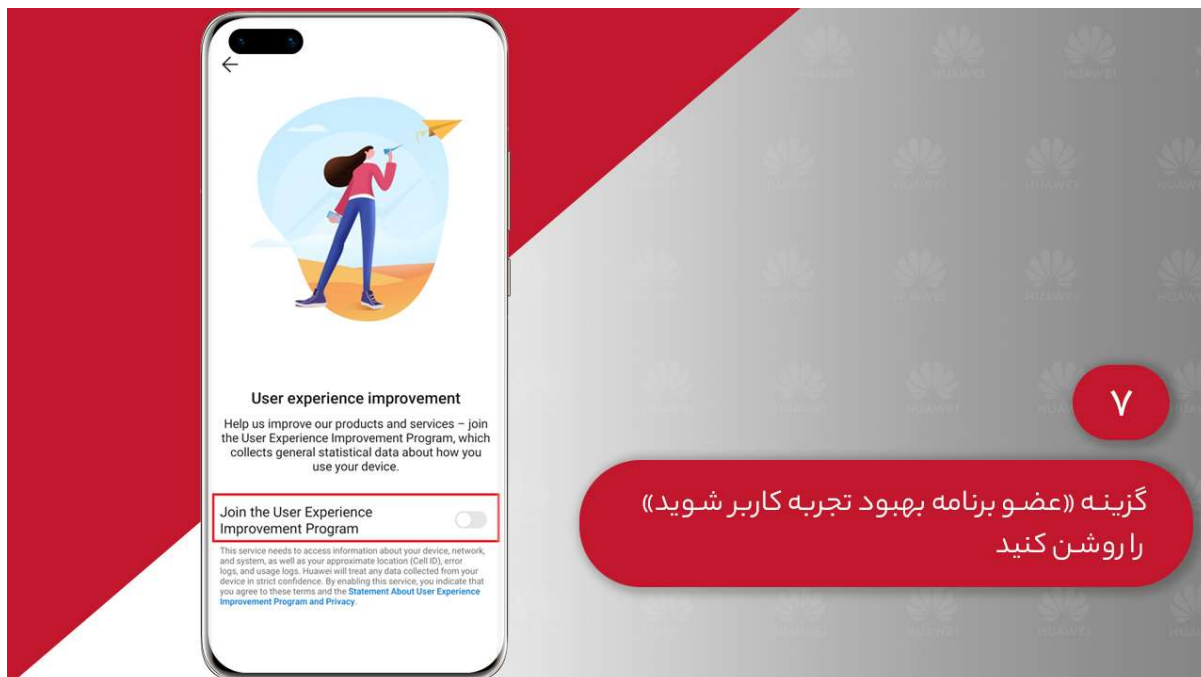 User experience improvement
Help us improve our products and services – join
the User Experience Improvement Program, which
collects general statistical data about how you
use your device.
Join the User Experience
Improvement Program
This service needs to access information about your device, network,
and system, as well as your approximate location (Cell ID), error
logs, and usage logs. Huawei will treat any data collected from your
device in strict confidence. By enabling this service, you indicate that
you agree to these terms and the Statement About User Experience
Improvement Program and Privacy.
۷
گزینه «عضو برنامه بهبود تجربه کاربر شوید»
را روشن کنید
HUAWEI